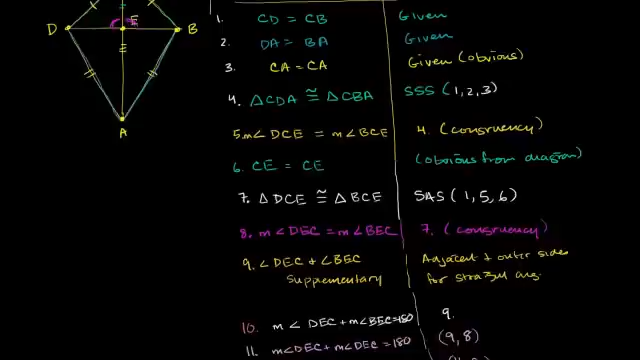 E
D
B
A
1. CD = CB Given
2. DA = BA Given
3. CA = CA Given (obvious)
4. △CDA ≅ △CBA SSS (1,2,3)
5. m∠DCE = m∠BCE 4. (congruency)
6. CE = CE (obvious from diagram)
7. △DCE ≅ △BCE SAS (1, 5, 6)
8. m∠DEC = m∠BEC 7. (congruency)
9. ∠DEC + ∠BEC Adjacent + outer sides
Supplementary for
10. m∠DEC + m∠BEC = 180 9.
11. m∠DEC + m∠DEC = 180 (9, 8)